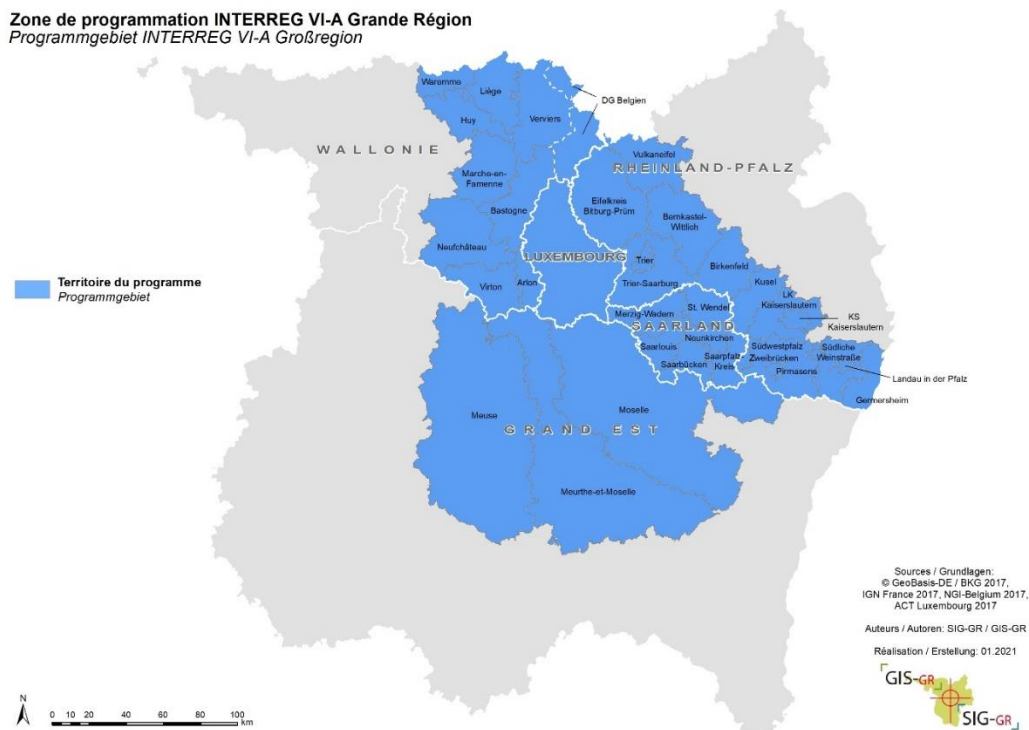 Zone de programmation INTERREG VI-A Grande Région
Programmgebiet INTERREG VI-A Großregion
Waremme
Liège
DG Belgien
Huy
Verviers
WALLONIE
Vulkaneifel
RHEINLAND-PFALZ
Marche-en-
Famenne
Eifelkreis
Bitburg-Prüm
Bastogne
Bernkastel-
Wittlich
Neufchâteau
LUXEMBOURG
Trier
Birkenfeld
Kusel
Territoire du programme
Programmgebiet
Virton
Arlon
Trier-Saarburg
LK
Kaiserslautern
Merzig-Wadern
St. Wendel
KS
Kaiserslautern
SAARLAND
Neunkirchen
Saarlouis
Südwestpfalz
Südliche
Weinstraße
Saarbücken
Saarpfalz-
Kreis
Zweibrücken
Pirmasens
Landau in der Pfalz
Germersheim
Meuse
Moselle
GRAND EST
Meurthe-et-Moselle
Sources / Grundlagen:
© GeoBasis-DE / BKG 2017,
IGN France 2017, NGI-Belgium 2017,
ACT Luxembourg 2017
Auteurs / Autoren: SIG-GR / GIS-GR
Réalisation / Erstellung: 01.2021
GIS-GR
SIG-GR
N
0 10 20 40 60 80 100
km